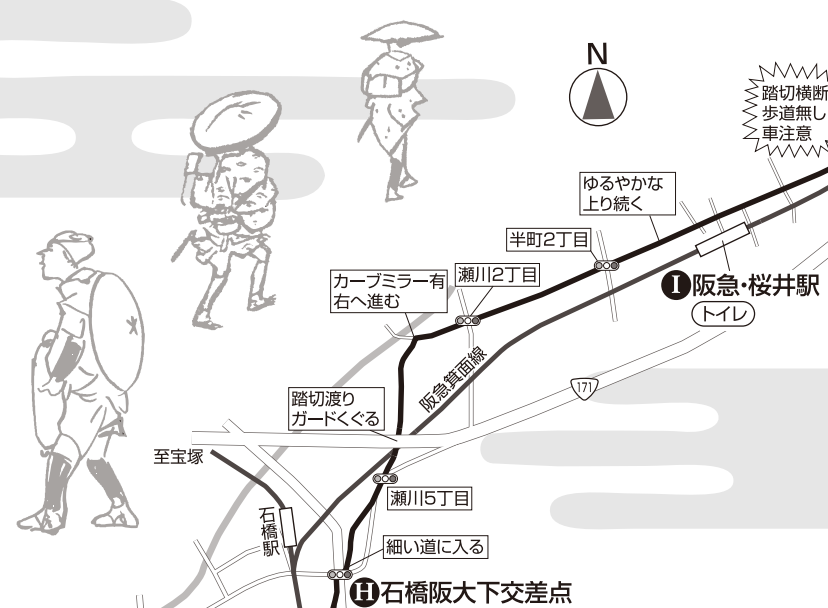 N
踏切横断
歩道無し
車注意
ゆるやかな
上り続く
半町2丁目
瀬川2丁目
カーブミラー有
右へ進む
I 阪急・桜井駅
トイレ
阪急箕面線
171
踏切渡り
ガードくぐる
至宝塚
瀬川5丁目
石橋駅
細い道に入る
H 石橋阪大下交差点